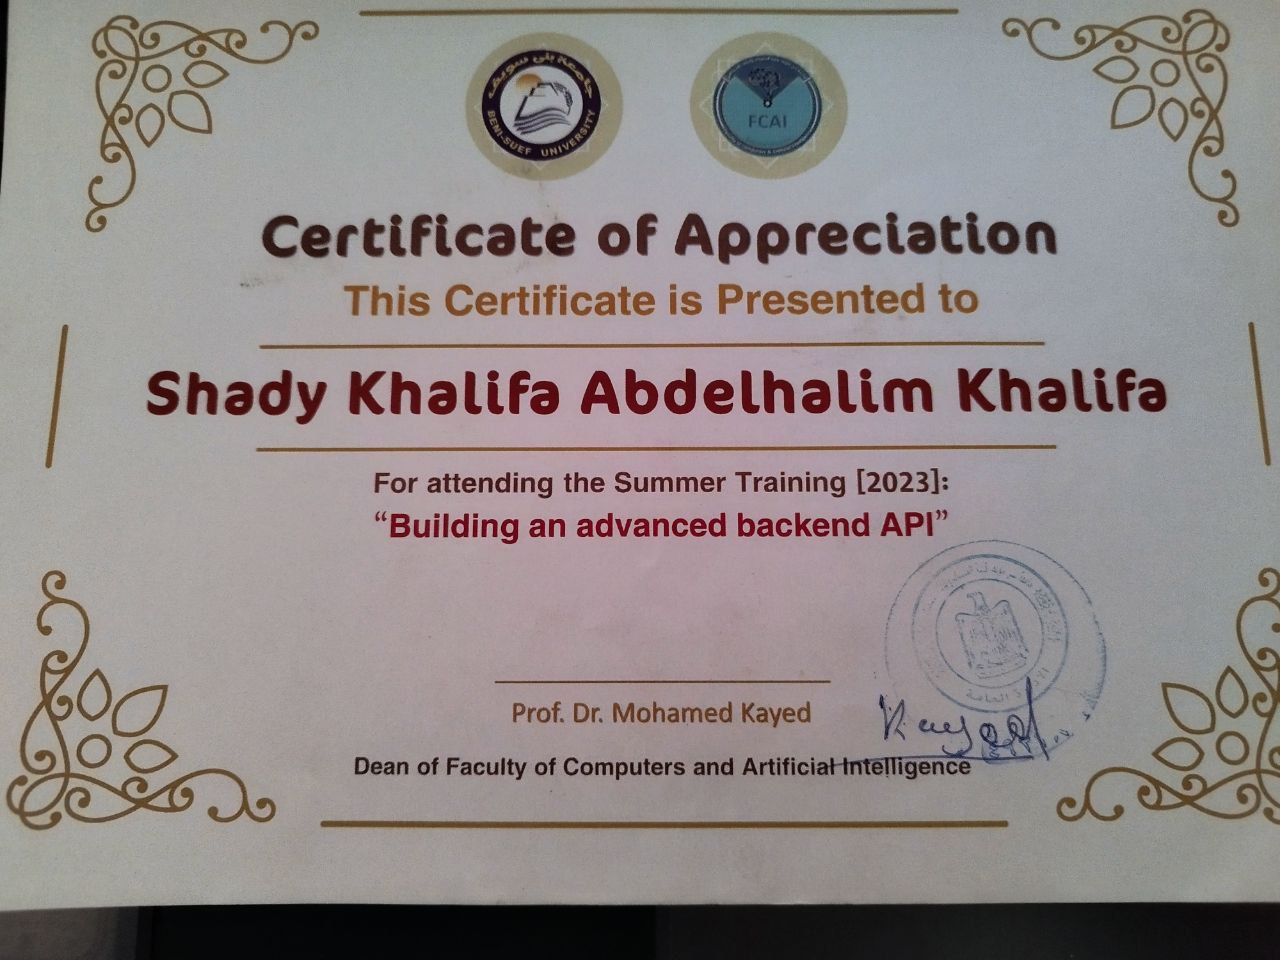 جامعة بني سويف
BENI-SUEF UNIVERSITY
FCAI
Certificate of Appreciation
This Certificate is Presented to
Shady Khalifa Abdelhalim Khalifa
For attending the Summer Training [2023]:
“Building an advanced backend API”
Prof. Dr. Mohamed Kayed
Dean of Faculty of Computers and Artificial Intelligence